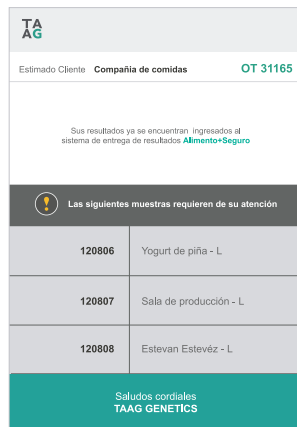 TA
AG
Estimado Cliente Compañia de comidas OT 31165
Sus resultados ya se encuentran ingresados al
sistema de entrega de resultados Alimento+Seguro
Las siguientes muestras requieren de su atención
120806 Yogurt de piña - L
120807 Sala de producción - L
120808 Estevan Estevéz - L
Saludos cordiales
TAAG GENETÍCS